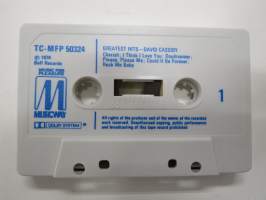 TC-MFP 50324
GREATEST HITS - DAVID CASSIDY
℗ 1974
Bell Records
Cherish; I Think I Love You; Daydreamer;
Please, Please Me; Could It Be Forever;
Rock Me Baby
MUSIC FOR
PLEASURE
MUSICWAY
1
DOLBY SYSTEM
All rights of the producer and of the owner of the recorded
work reserved. Unauthorised copying, public performance
and broadcasting of this tape record prohibited.